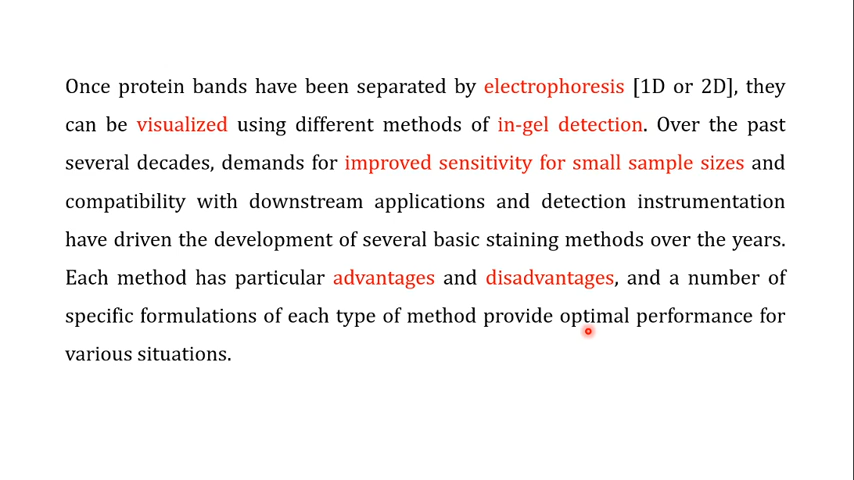 Once protein bands have been separated by electrophoresis [1D or 2D], they
can be visualized using different methods of in-gel detection. Over the past
several decades, demands for improved sensitivity for small sample sizes and
compatibility with downstream applications and detection instrumentation
have driven the development of several basic staining methods over the years.
Each method has particular advantages and disadvantages, and a number of
specific formulations of each type of method provide optimal performance for
various situations.